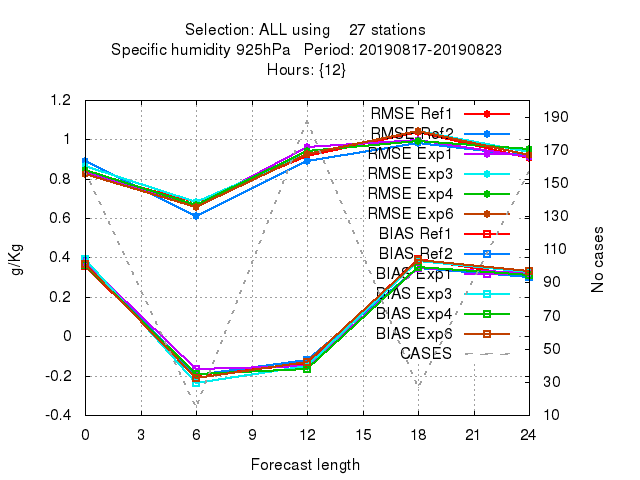 Selection: ALL using    27 stations
Specific humidity 925hPa   Period: 20190817-20190823
Hours: {12}
1.2
1
0.8
0.6
0.4
0.2
0
-0.2
-0.4
g/Kg
RMSE Ref1
RMSE Ref2
RMSE Exp1
RMSE Exp3
RMSE Exp4
RMSE Exp6
BIAS Ref1
BIAS Ref2
BIAS Exp1
BIAS Exp3
BIAS Exp4
BIAS Exp6
CASES
190
170
150
130
110
90
70
50
30
10
No cases
0 3 6 9 12 15 18 21 24
Forecast length